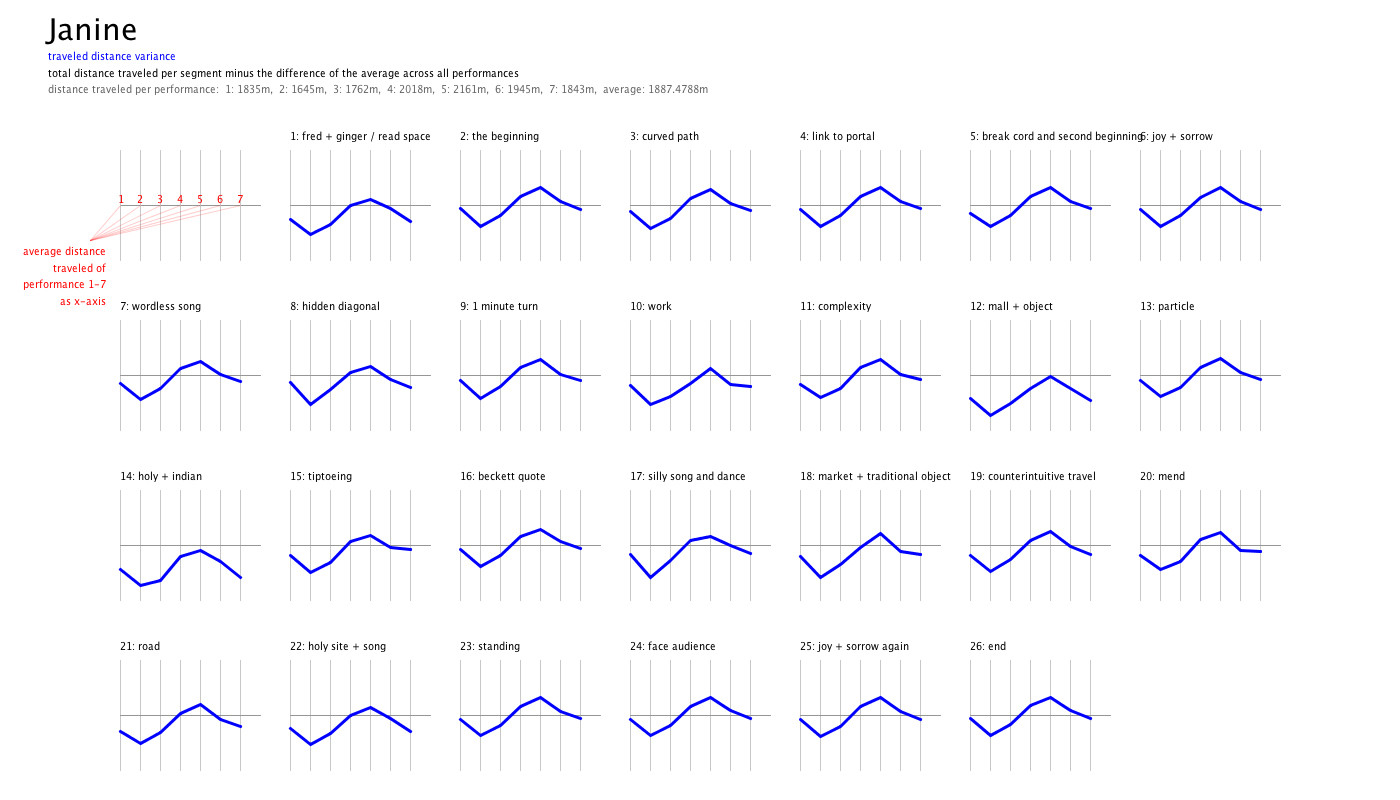 Janine
traveled distance variance
total distance traveled per segment minus the difference of the average across all performances
distance traveled per performance:  1: 1835m,  2: 1645m,  3: 1762m,  4: 2018m,  5: 2161m,  6: 1945m,  7: 1843m,  average: 1887.4788m
1: fred + ginger / read space
2: the beginning
3: curved path
4: link to portal
5: break cord and second beginning
6: joy + sorrow
1 2 3 4 5 6 7
average distance
traveled of
performance 1-7
as x-axis
7: wordless song
8: hidden diagonal
9: 1 minute turn
10: work
11: complexity
12: mall + object
13: particle
14: holy + indian
15: tiptoeing
16: beckett quote
17: silly song and dance
18: market + traditional object
19: counterintuitive travel
20: mend
21: road
22: holy site + song
23: standing
24: face audience
25: joy + sorrow again
26: end